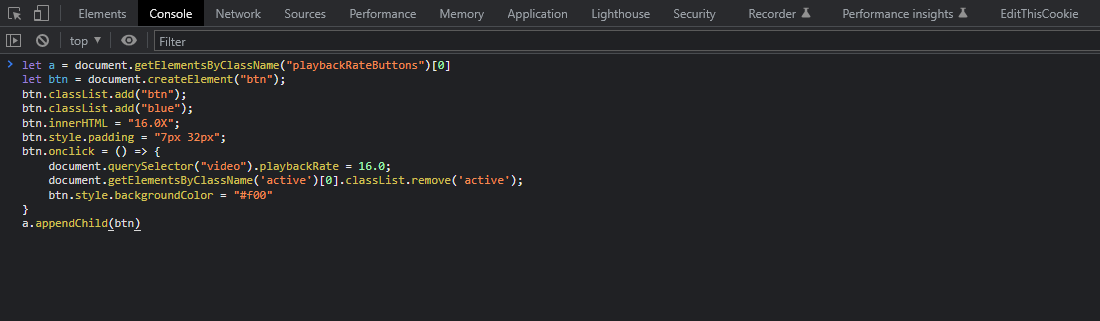 Elements Console Network Sources Performance Memory Application Lighthouse Security Recorder Performance insights EditThisCookie
top ▼ Filter
let a = document.getElementsByClassName("playbackRateButtons")[0]
let btn = document.createElement("btn");
btn.classList.add("btn");
btn.classList.add("blue");
btn.innerHTML = "16.0X";
btn.style.padding = "7px 32px";
btn.onclick = () => {
    document.querySelector("video").playbackRate = 16.0;
    document.getElementsByClassName('active')[0].classList.remove('active');
    btn.style.backgroundColor = "#f00"
}
a.appendChild(btn)